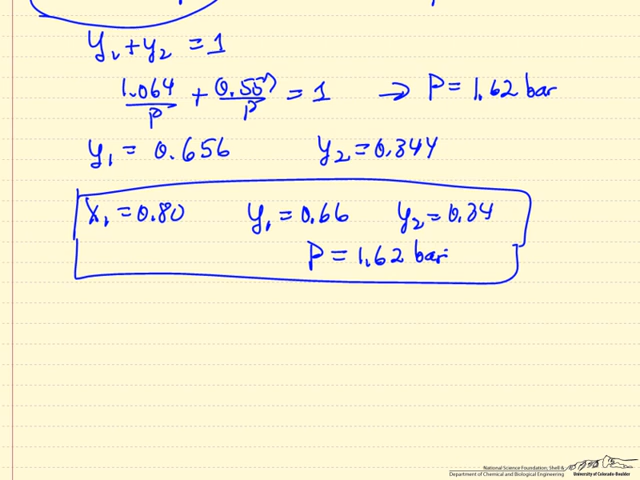 y₁ + y₂ = 1
1.064/P + 0.557/P = 1 → P = 1.62 bar
y₁ = 0.656 y₂ = 0.344
x₁ = 0.80 y₁ = 0.66 y₂ = 0.34
P = 1.62 bar
National Science Foundation, Shell &
Department of Chemical and Biological Engineering
University of Colorado Boulder